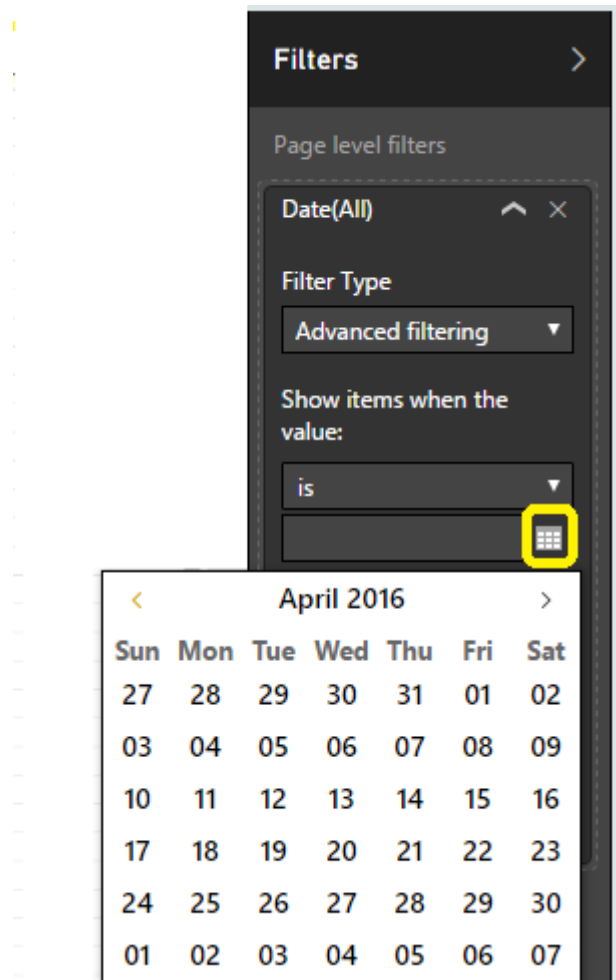 Filters
Page level filters
Date(All)
Filter Type
Advanced filtering
Show items when the
value:
is
April 2016
Sun Mon Tue Wed Thu Fri Sat
27 28 29 30 31 01 02
03 04 05 06 07 08 09
10 11 12 13 14 15 16
17 18 19 20 21 22 23
24 25 26 27 28 29 30
01 02 03 04 05 06 07